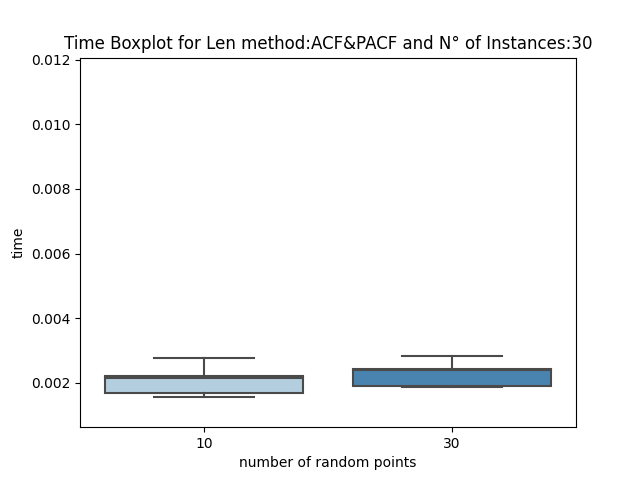 Time Boxplot for Len method:ACF&PACF and N° of Instances:30
0.012
0.010
0.008
0.006
0.004
0.002
time
10 30
number of random points